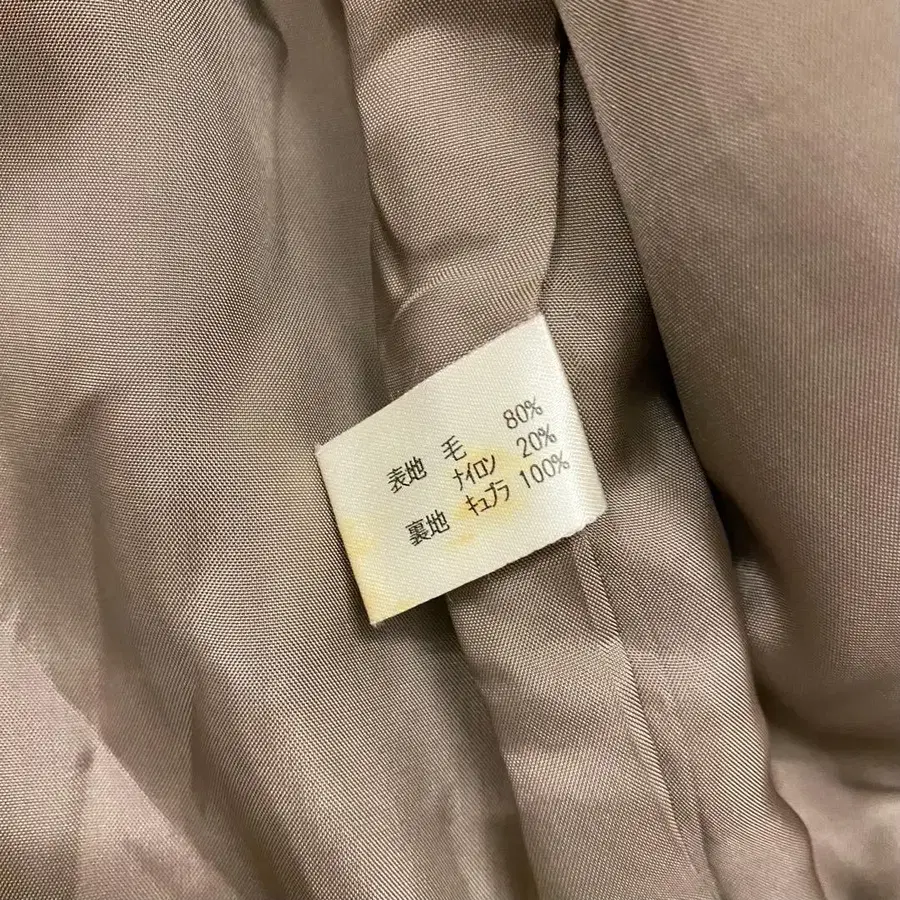 表地 毛 80%
ナイロン 20%
裏地 キュプラ 100%